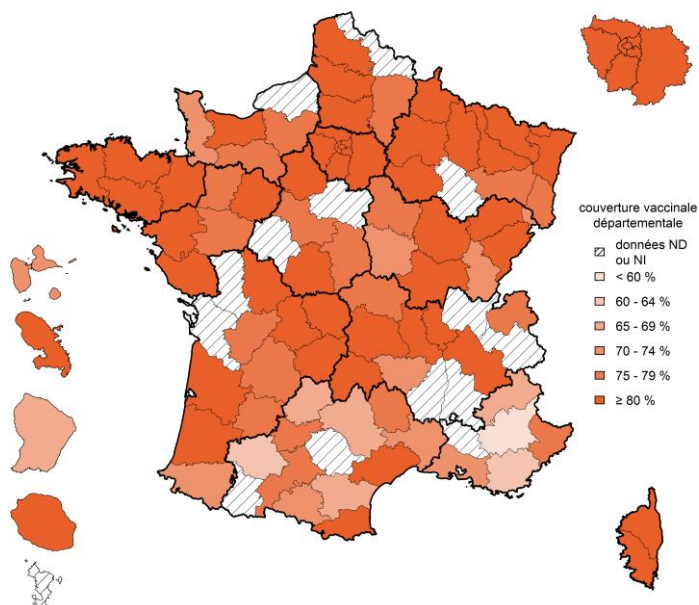 couverture vaccinale
départementale
données ND
ou NI
< 60 %
60 - 64 %
65 - 69 %
70 - 74 %
75 - 79 %
≥ 80 %